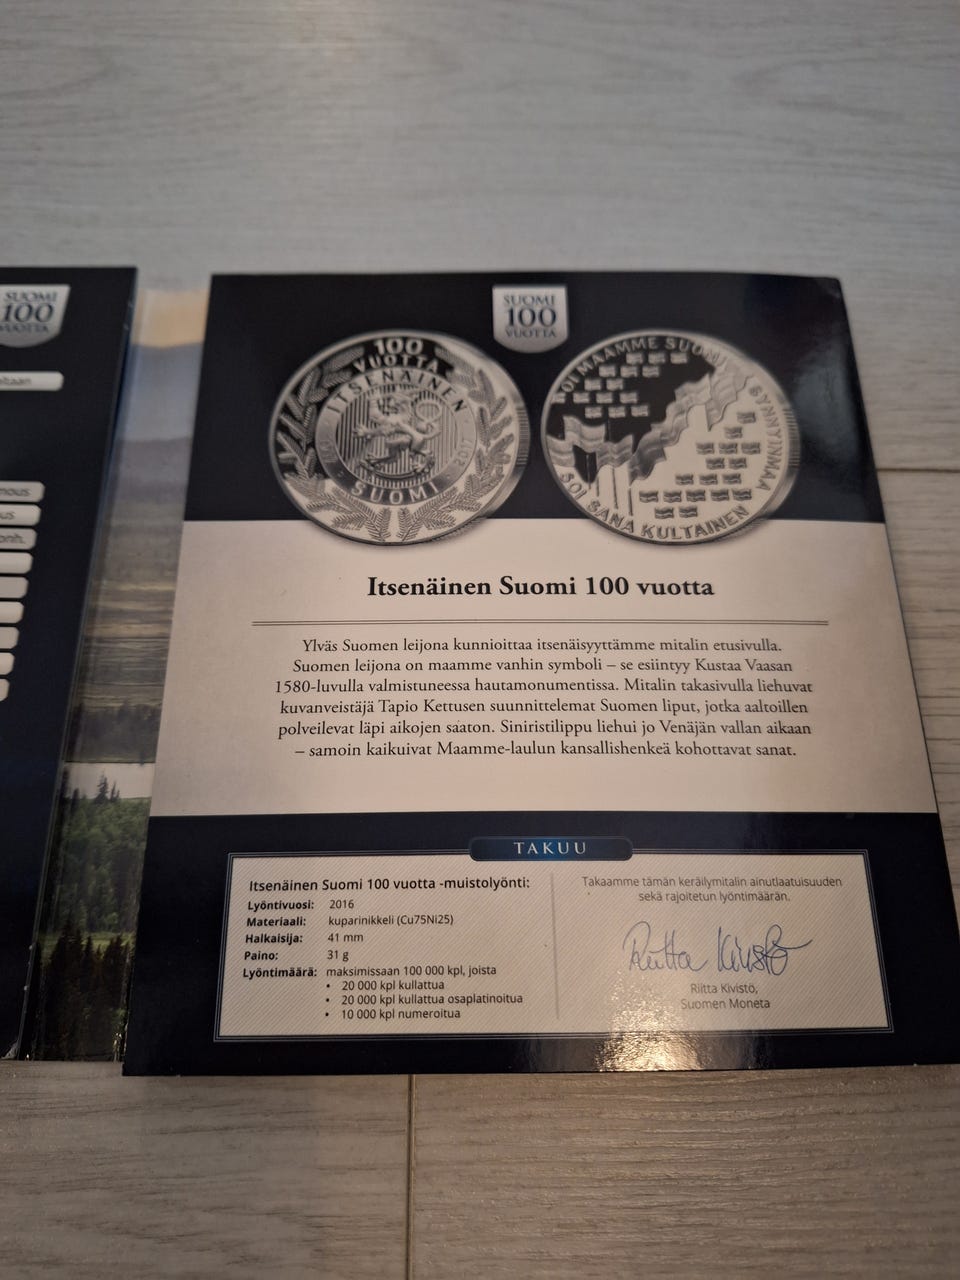 SUOMI
100
VUOTTA
SUOMI
100
VUOTTA
100
VUOTTA
ITSENÄINEN
SUOMI
2017
OI MAAMME SUOMI
SYNNYINMAA
SOI SANA KULTAINEN
Itsenäinen Suomi 100 vuotta
Ylväs Suomen leijona kunnioittaa itsenäisyyttämme mitalin etusivulla.
Suomen leijona on maamme vanhin symboli – se esiintyy Kustaa Vaasan
1580-luvulla valmistuneessa hautamonumentissa. Mitalin takasivulla liehuvat
kuvanveistäjä Tapio Kettusen suunnittelemat Suomen liput, jotka aaltoillen
polveilevat läpi aikojen saaton. Siniristilippu liehui jo Venäjän vallan aikaan
– samoin kaikuivat Maamme-laulun kansallishenkeä kohottavat sanat.
TAKUU
Itsenäinen Suomi 100 vuotta -muistolyönti:
Lyöntivuosi: 2016
Materiaali: kuparinikkeli (Cu75Ni25)
Halkaisija: 41 mm
Paino: 31 g
Lyöntimäärä: maksimissaan 100 000 kpl, joista
• 20 000 kpl kullattua
• 20 000 kpl kullattua osaplatinoitua
• 10 000 kpl numeroitua
Takaamme tämän keräilymitalin ainutlaatuisuuden
sekä rajoitetun lyöntimäärän.
Riitta Kivistö
Riitta Kivistö,
Suomen Moneta